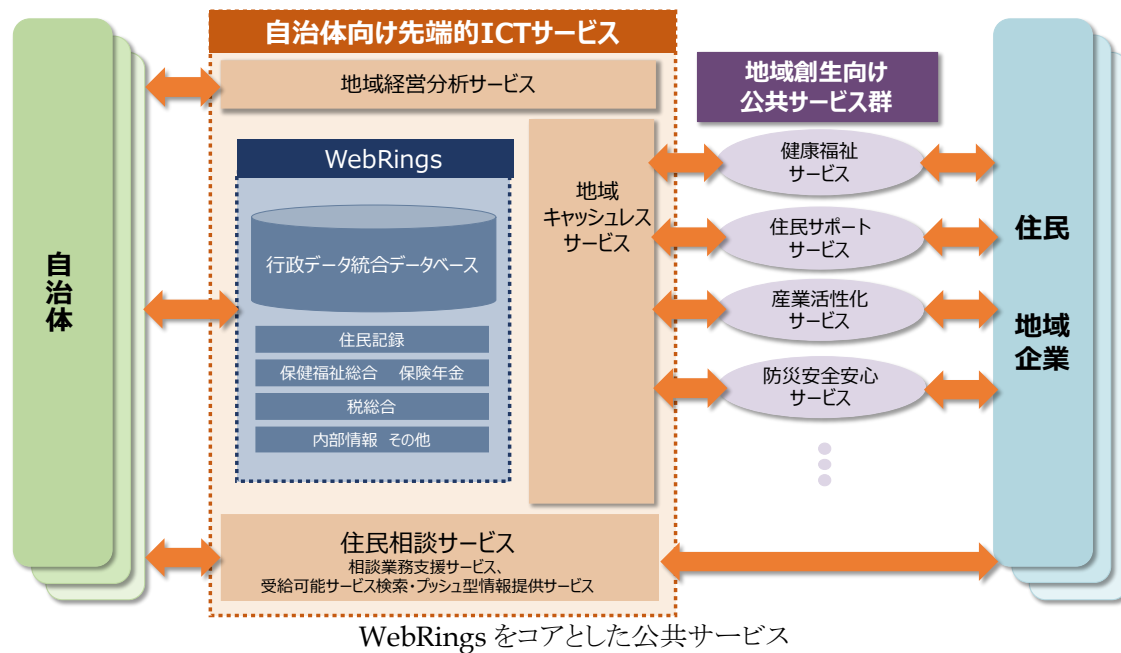 自治体
自治体向け先端的ICTサービス
地域経営分析サービス
WebRings
行政データ統合データベース
住民記録
保健福祉総合　保険年金
税総合
内部情報　その他
地域
キャッシュレス
サービス
住民相談サービス
相談業務支援サービス、
受給可能サービス検索・プッシュ型情報提供サービス
地域創生向け
公共サービス群
健康福祉
サービス
住民サポート
サービス
産業活性化
サービス
防災安全安心
サービス
住民
地域
企業
WebRings をコアとした公共サービス